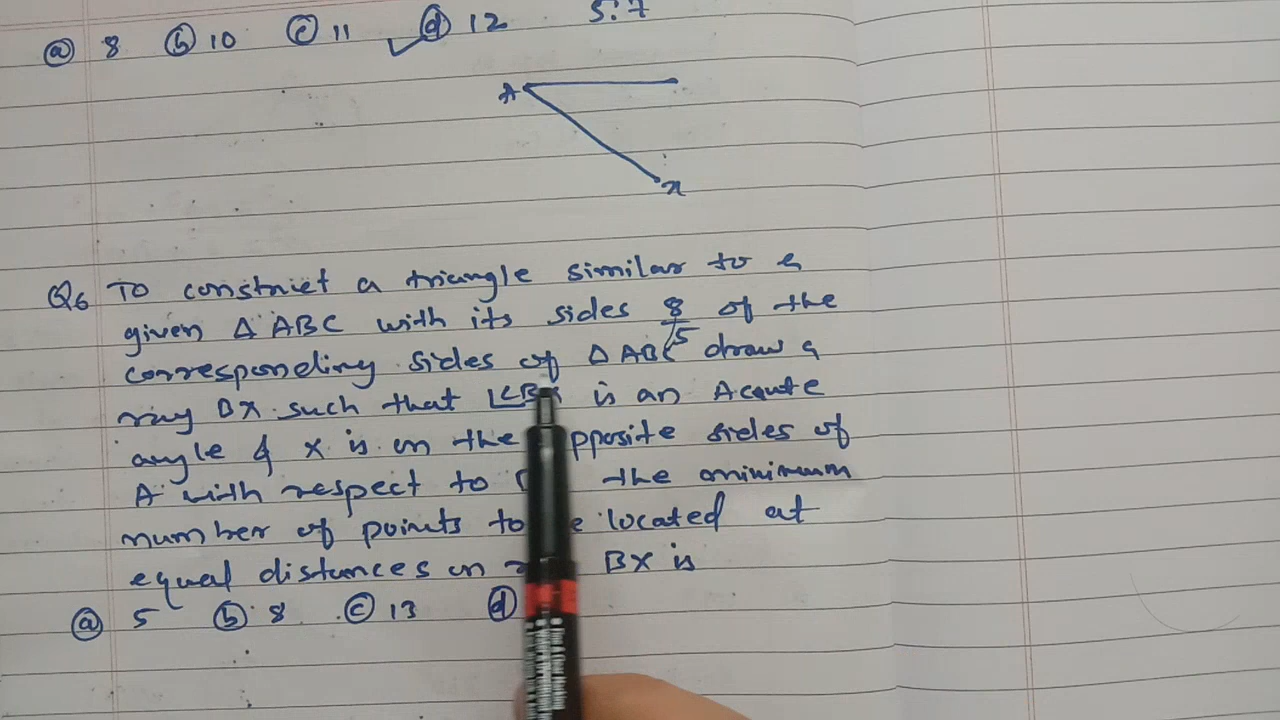 ⓐ 8 ⓑ 10 ⓒ 11 ✓ⓓ 12 5:7
A
x
Q6 To constrict a triangle similar to a
given Δ ABC with its sides 8/5 of the
corresponding sides of Δ ABC draw a
ray BX such that ∠CBX is an Acute
angle & x is on the opposite sides of
A with respect to the minimum
number of points to be located at
equal distances on BX is
ⓐ 5 ⓑ 8 ⓒ 13 ⓓ